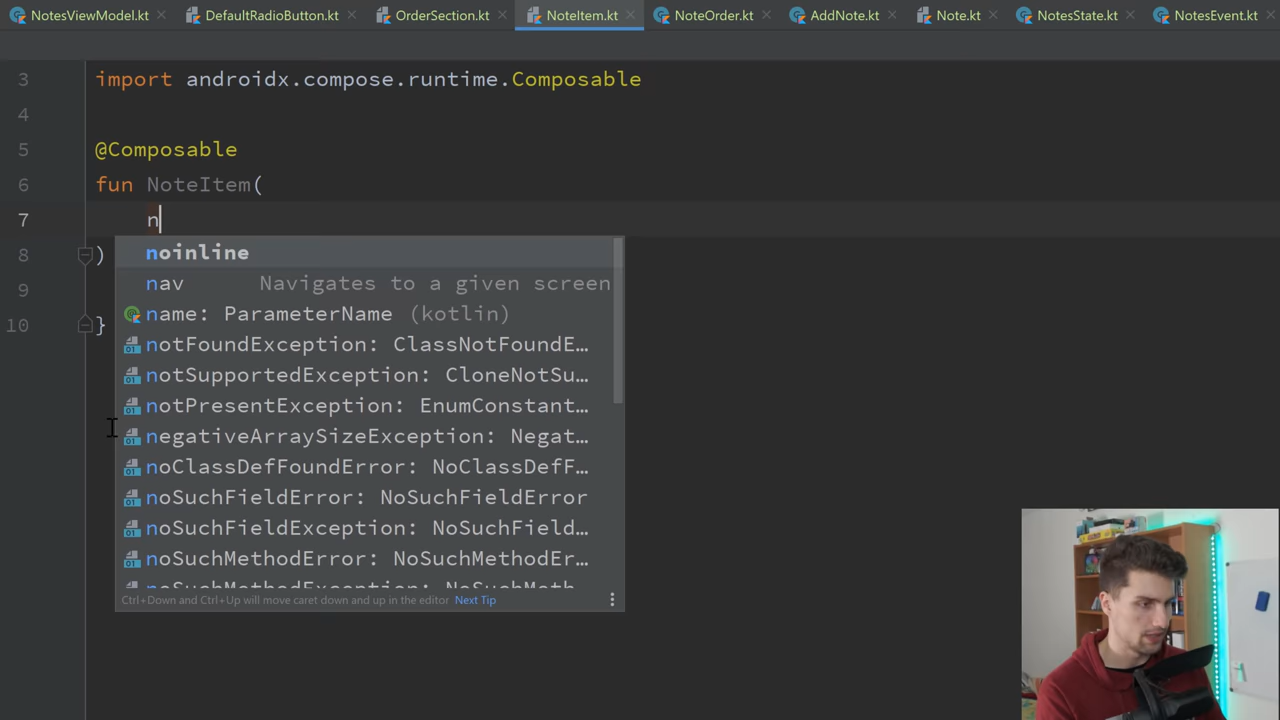 NotesViewModel.kt DefaultRadioButton.kt OrderSection.kt NoteItem.kt NoteOrder.kt AddNote.kt Note.kt NotesState.kt NotesEvent.kt
3 import androidx.compose.runtime.Composable
4
5 @Composable
6 fun NoteItem(
7 n
8 )
9
10 }
noinline
nav Navigates to a given screen
name: ParameterName (kotlin)
notFoundException: ClassNotFoundE…
notSupportedException: CloneNotSu…
notPresentException: EnumConstant…
negativeArraySizeException: Negat…
noClassDefFoundError: NoClassDefF…
noSuchFieldError: NoSuchFieldError
noSuchFieldException: NoSuchField…
noSuchMethodError: NoSuchMethodEr…
noSuchMethodException: NoSuchMeth…
Ctrl+Down and Ctrl+Up will move caret down and up in the editor Next Tip